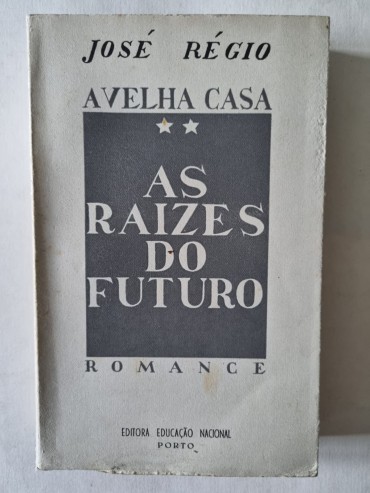 JOSÉ RÉGIO
A VELHA CASA
★★
AS
RAIZES
DO
FUTURO
ROMANCE
EDITORA EDUCAÇÃO NACIONAL
PORTO